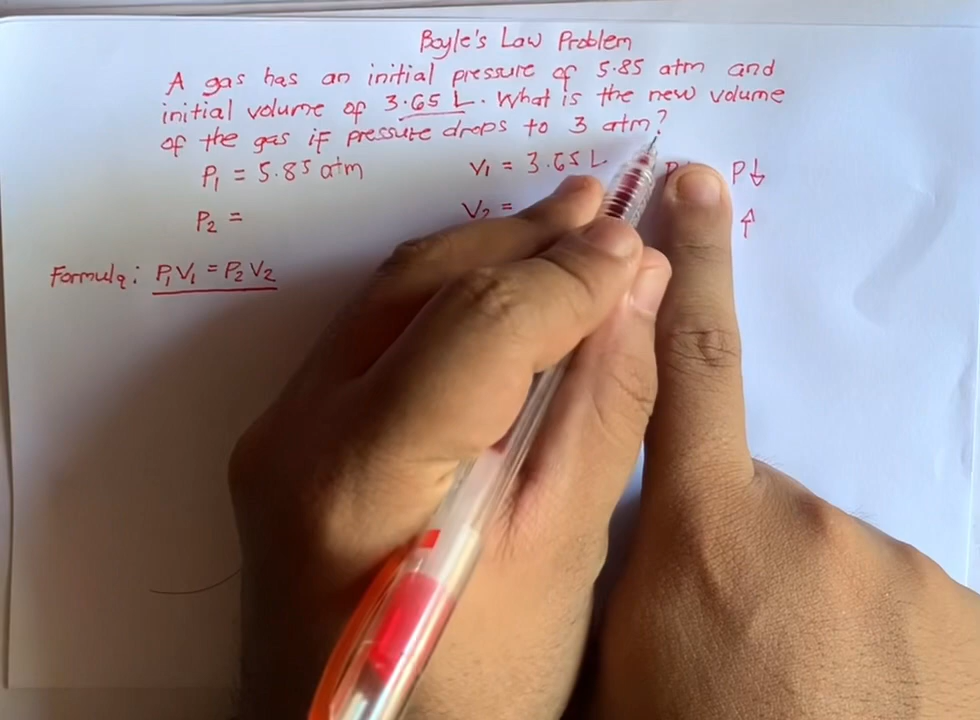 Boyle's Law Problem
A gas has an initial pressure of 5.85 atm and
initial volume of 3.65 L. What is the new volume
of the gas if pressure drops to 3 atm?
P₁ = 5.85 atm V₁ = 3.65 L P↓
P₂ = V₂ = ↑
Formula: P₁V₁ = P₂V₂